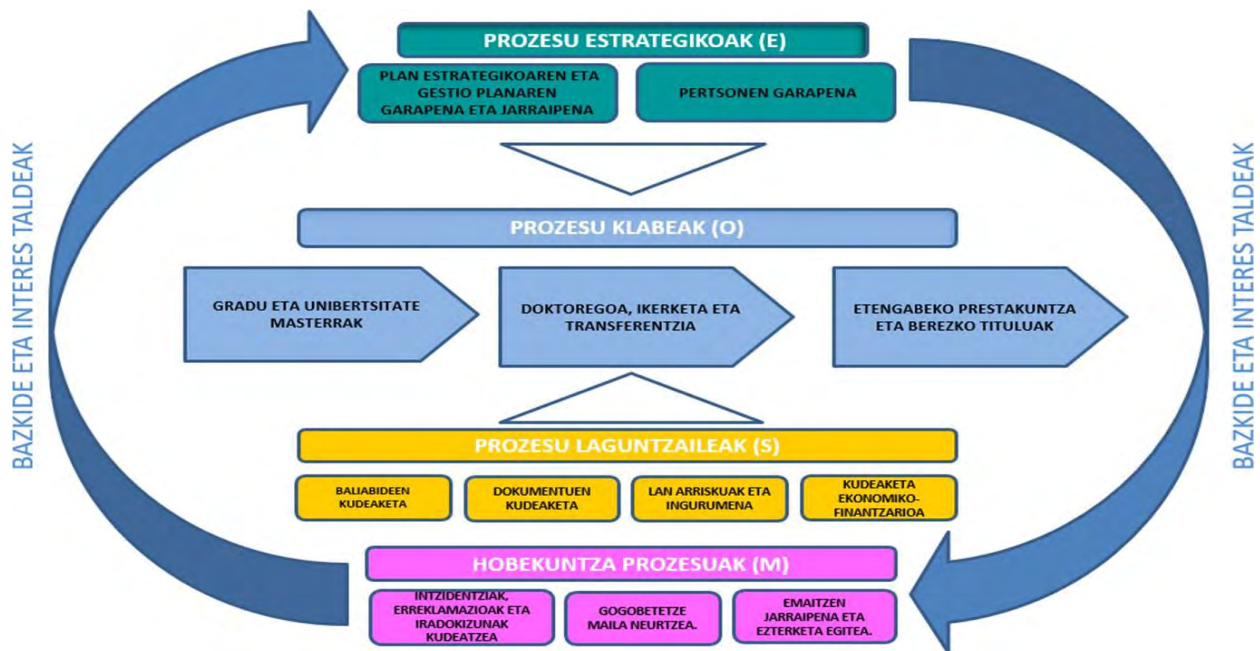 PROZESU ESTRATEGIKOAK (E)
PLAN ESTRATEGIKOAREN ETA
GESTIO PLANAREN
GARAPENA ETA JARRAIPENA
PERTSONEN GARAPENA
BAZKIDE ETA INTERES TALDEAK
BAZKIDE ETA INTERES TALDEAK
PROZESU KLABEAK (O)
GRADU ETA UNIBERTSITATE
MASTERRAK
DOKTOREGOA, IKERKETA ETA
TRANSFERENTZIA
ETENGABEKO PRESTAKUNTZA
ETA BEREZKO TITULUAK
PROZESU LAGUNTZAILEAK (S)
BALIABIDEEN
KUDEAKETA
DOKUMENTUEN
KUDEAKETA
LAN ARRISKUAK ETA
INGURUMENA
KUDEAKETA
EKONOMIKO-
FINANTZARIOA
HOBEKUNTZA PROZESUAK (M)
INTZIDENTZIAK,
ERREKLAMAZIOAK ETA
IRADOKIZUNAK
KUDEATZEA
GOGOBETETZE
MAILA NEURTZEA.
EMAITZEN
JARRAIPENA ETA
EZTERKETA EGITEA.